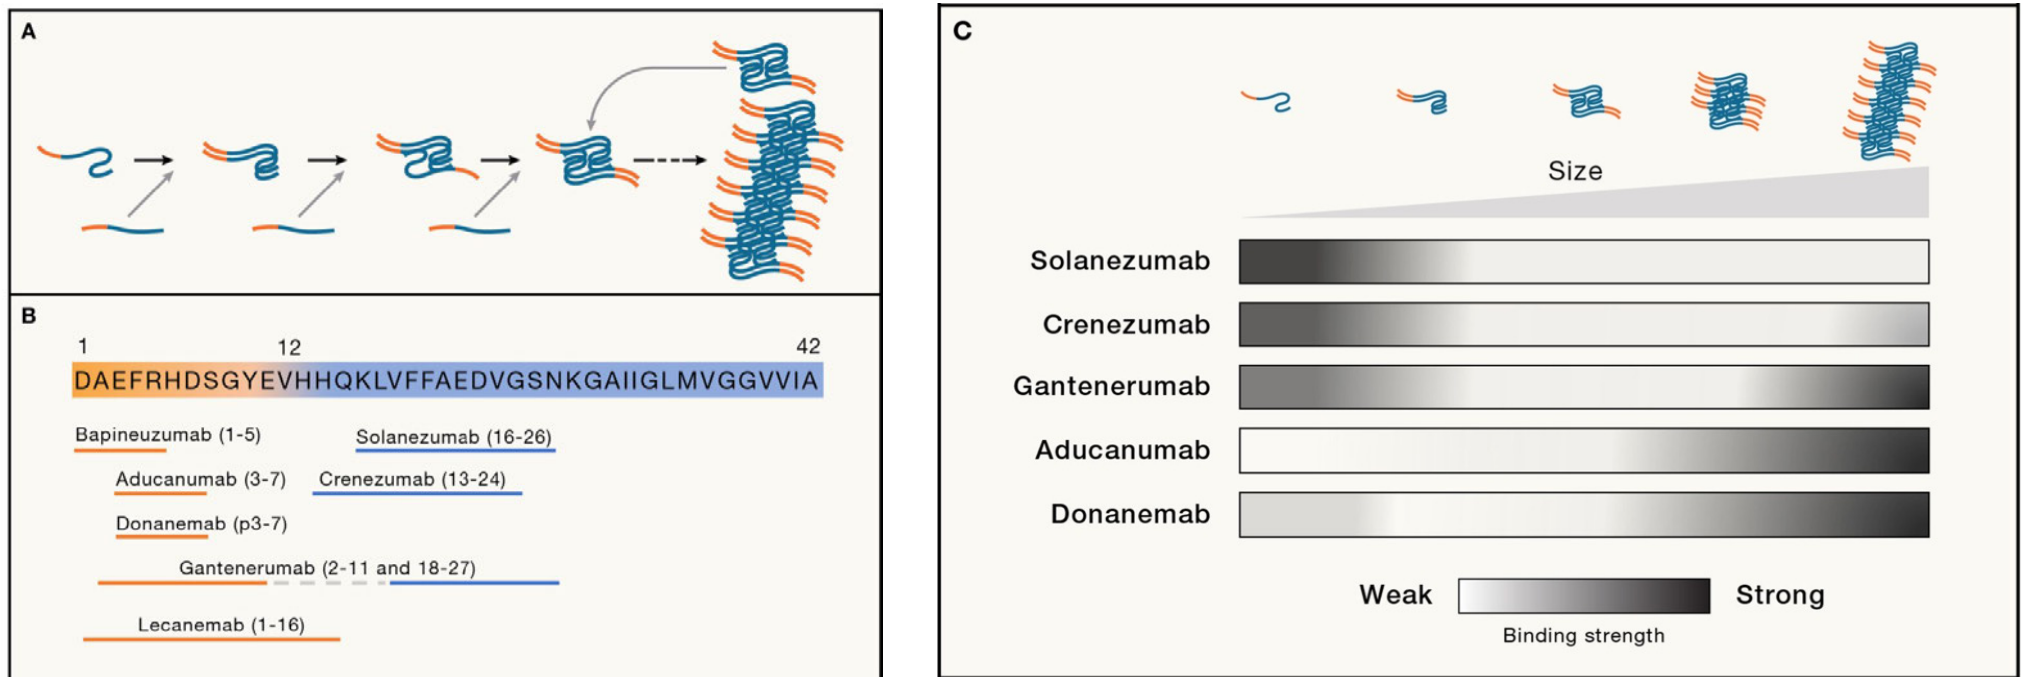 A
B
1 12 42
DAEFRHDSGYEVHHQKLVFFAEDVGSNKGAIIGLMVGGVVIA
Bapineuzumab (1-5)
Solanezumab (16-26)
Aducanumab (3-7)
Crenezumab (13-24)
Donanemab (p3-7)
Gantenerumab (2-11 and 18-27)
Lecanemab (1-16)
C
Size
Solanezumab
Crenezumab
Gantenerumab
Aducanumab
Donanemab
Weak Strong
Binding strength